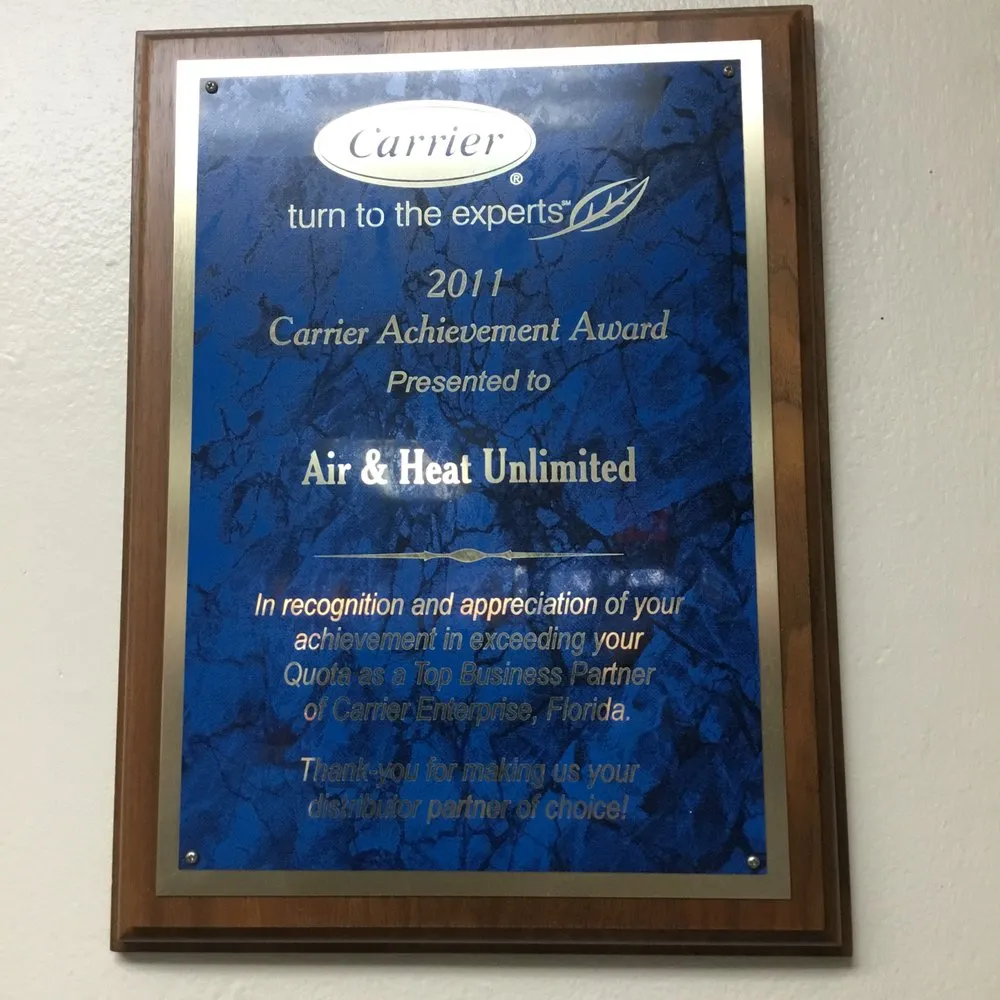 Carrier
®
turn to the experts℠
2011
Carrier Achievement Award
Presented to
Air & Heat Unlimited
In recognition and appreciation of your
achievement in exceeding your
Quota as a Top Business Partner
of Carrier Enterprise, Florida.
Thank-you for making us your
distributor partner of choice!